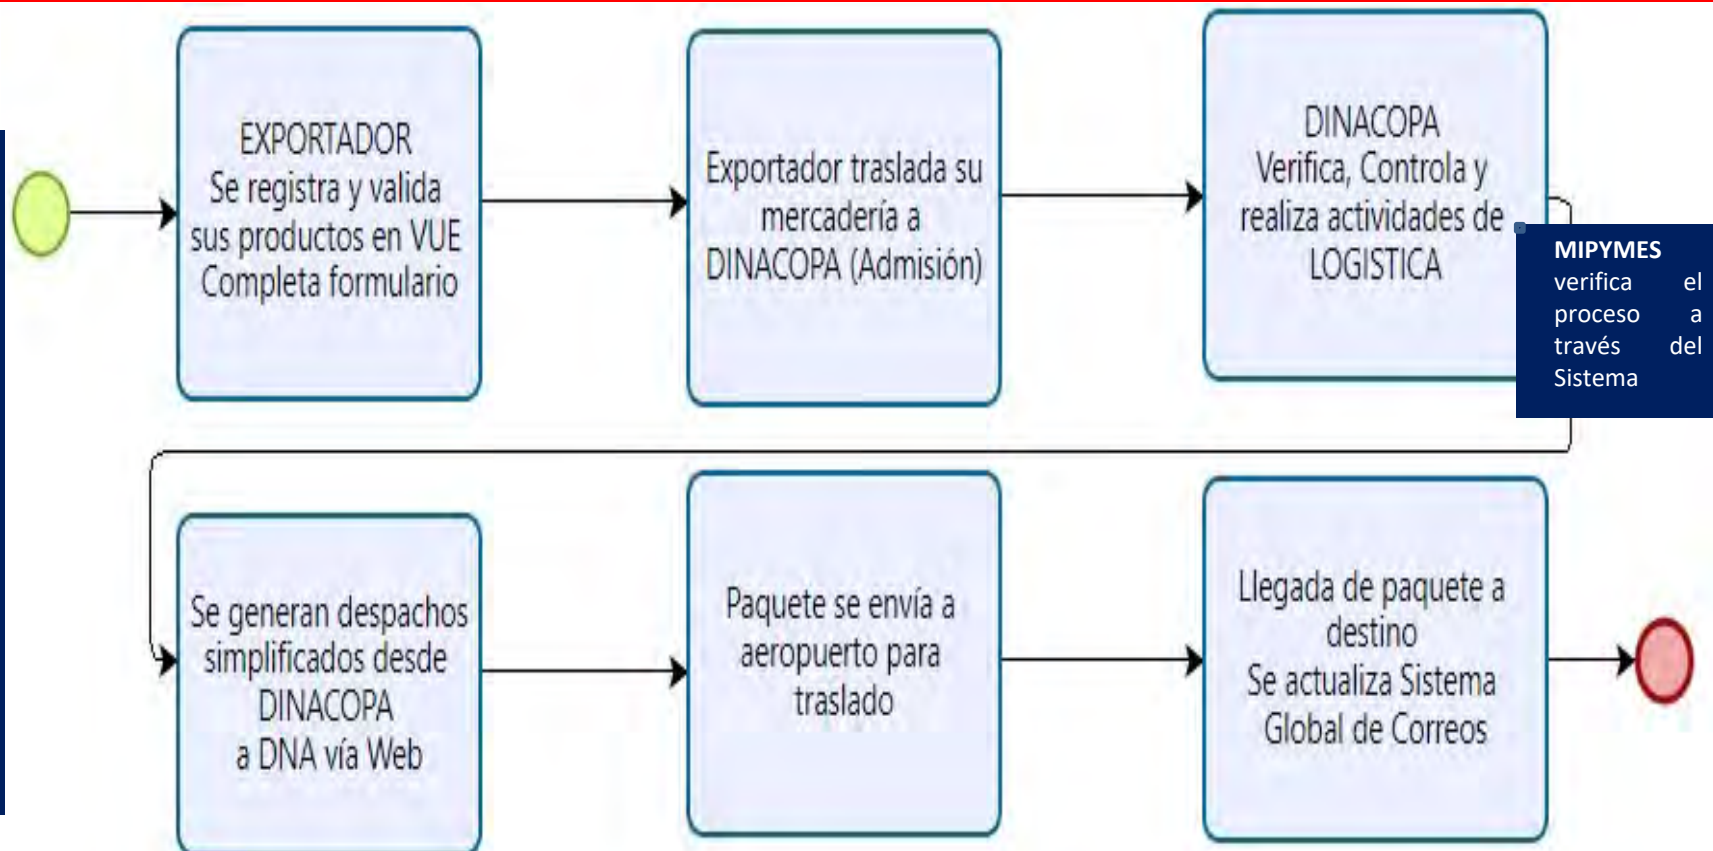 EXPORTADOR
Se registra y valida
sus productos en VUE
Completa formulario
Exportador traslada su
mercadería a
DINACOPA (Admisión)
DINACOPA
Verifica, Controla y
realiza actividades de
LOGISTICA
MIPYMES
verifica el
proceso a
través del
Sistema
Se generan despachos
simplificados desde
DINACOPA
a DNA vía Web
Paquete se envía a
aeropuerto para
traslado
Llegada de paquete a
destino
Se actualiza Sistema
Global de Correos